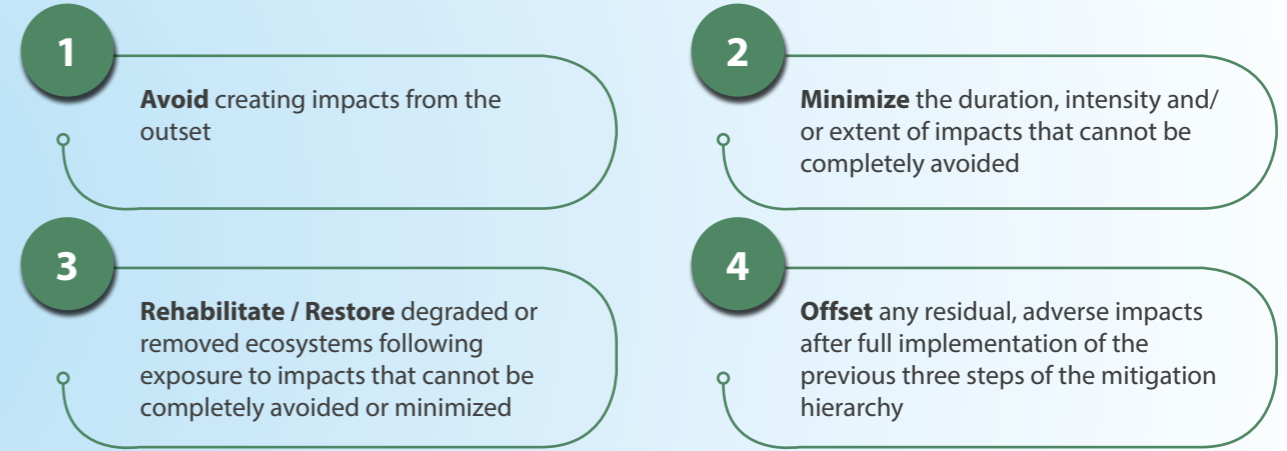 1
Avoid creating impacts from the
outset
2
Minimize the duration, intensity and/
or extent of impacts that cannot be
completely avoided
3
Rehabilitate / Restore degraded or
removed ecosystems following
exposure to impacts that cannot be
completely avoided or minimized
4
Offset any residual, adverse impacts
after full implementation of the
previous three steps of the mitigation
hierarchy